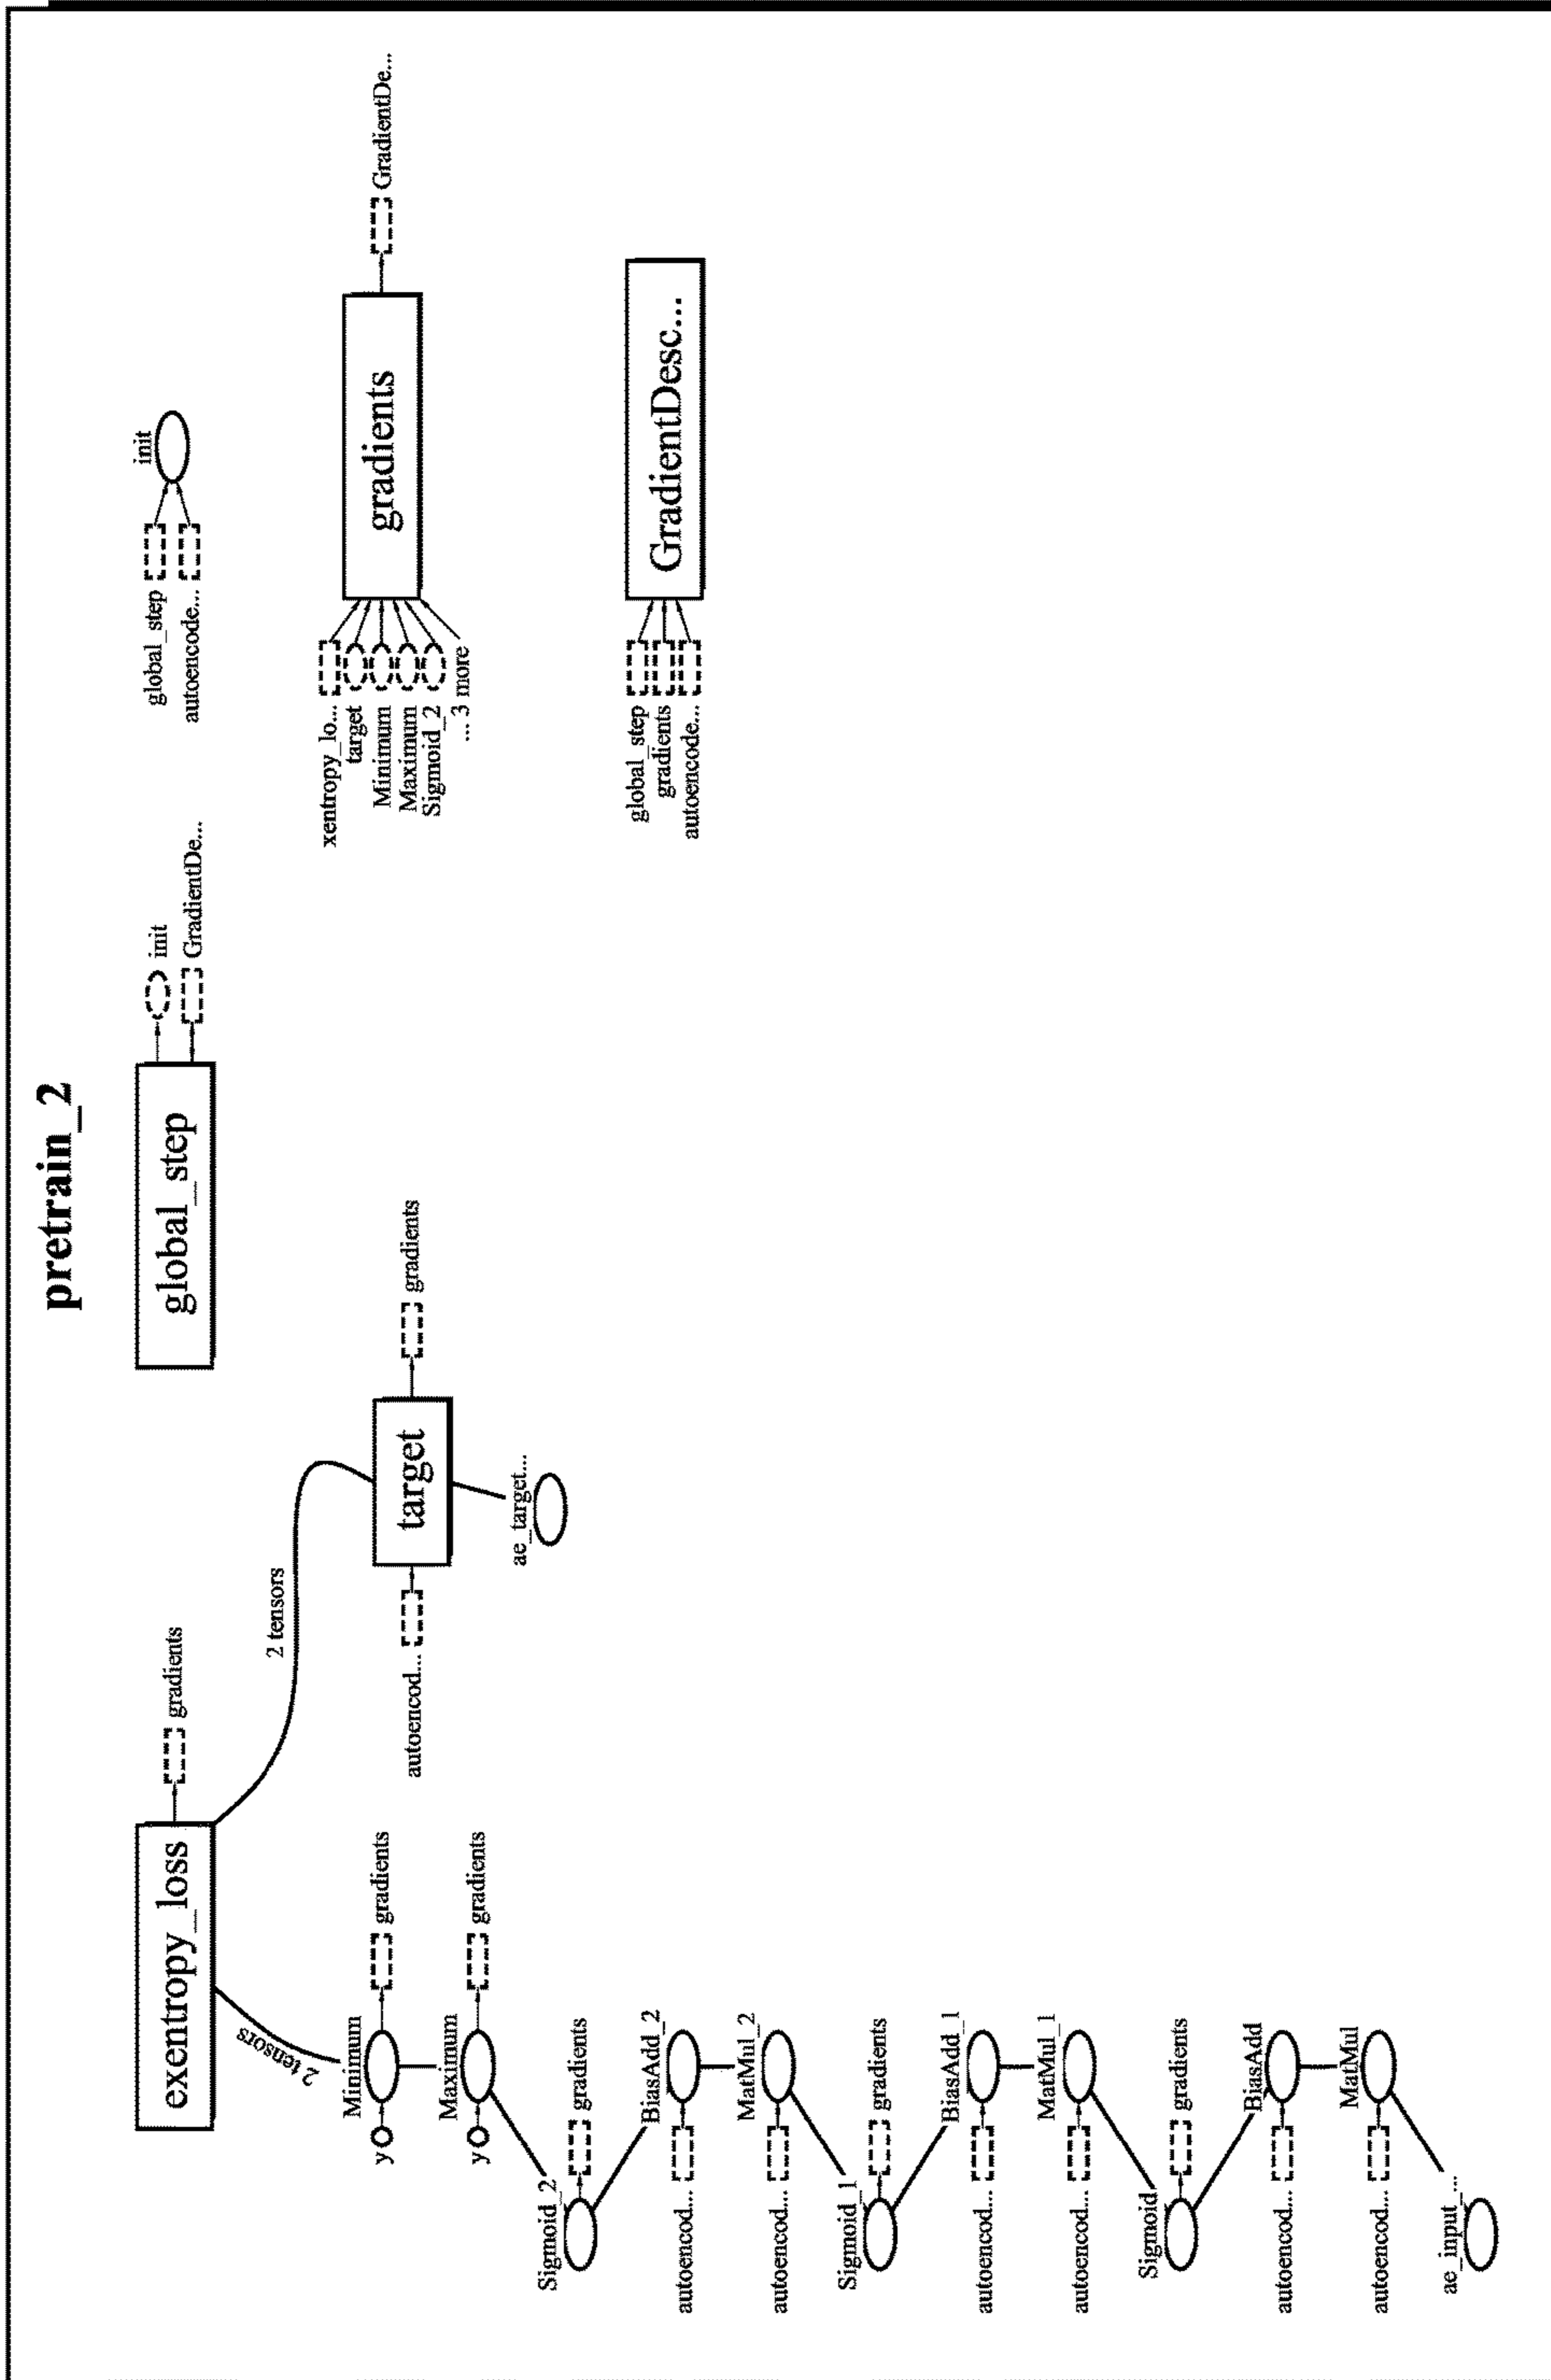 pretrain_2
exentropy_loss
gradients
2 tensors
2 tensors
Minimum
y
gradients
Maximum
y
gradients
Sigmoid_2
gradients
BiasAdd_2
autoencod...
MatMul_2
autoencod...
Sigmoid_1
gradients
BiasAdd_1
autoencod...
MatMul_1
autoencod...
Sigmoid
gradients
BiasAdd
autoencod...
MatMul
autoencod...
ae_input_...
target
autoencod...
gradients
ae_target...
global_step
init
GradientDe...
init
global_step
autoencode...
gradients
xentropy_lo...
target
Minimum
Maximum
Sigmoid_2
... 3 more
GradientDe...
GradientDesc...
global_step
gradients
autoencode...